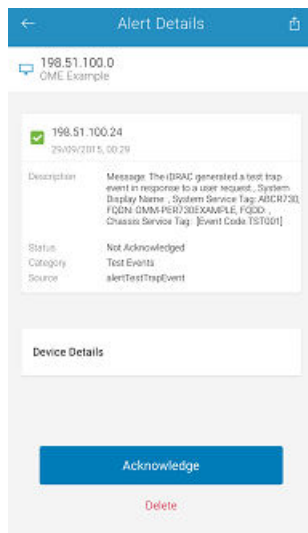 Alert Details
198.51.100.0
OME Example
198.51.100.24
29/09/2015, 00:29
Description
Message: The iDRAC generated a test trap
event in response to a user request., System
Display Name: , System Service Tag: ABCR730,
FQDN: OMM-PER730EXAMPLE, FQDD: ,
Chassis Service Tag: [Event Code:TST001]
Status Not Acknowledged
Category Test Events
Source alertTestTrapEvent
Device Details
Acknowledge
Delete